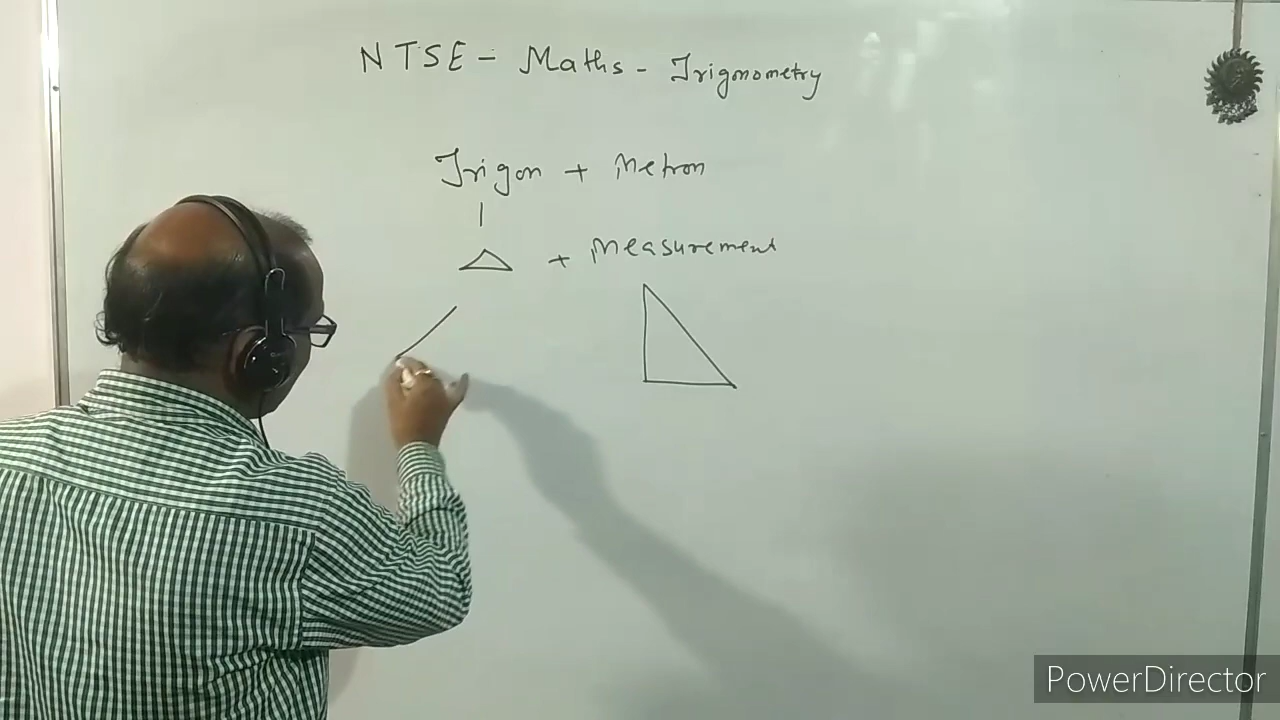 NTSE - Maths - Trigonometry
Trigon + Metron
+ Measurement
PowerDirector